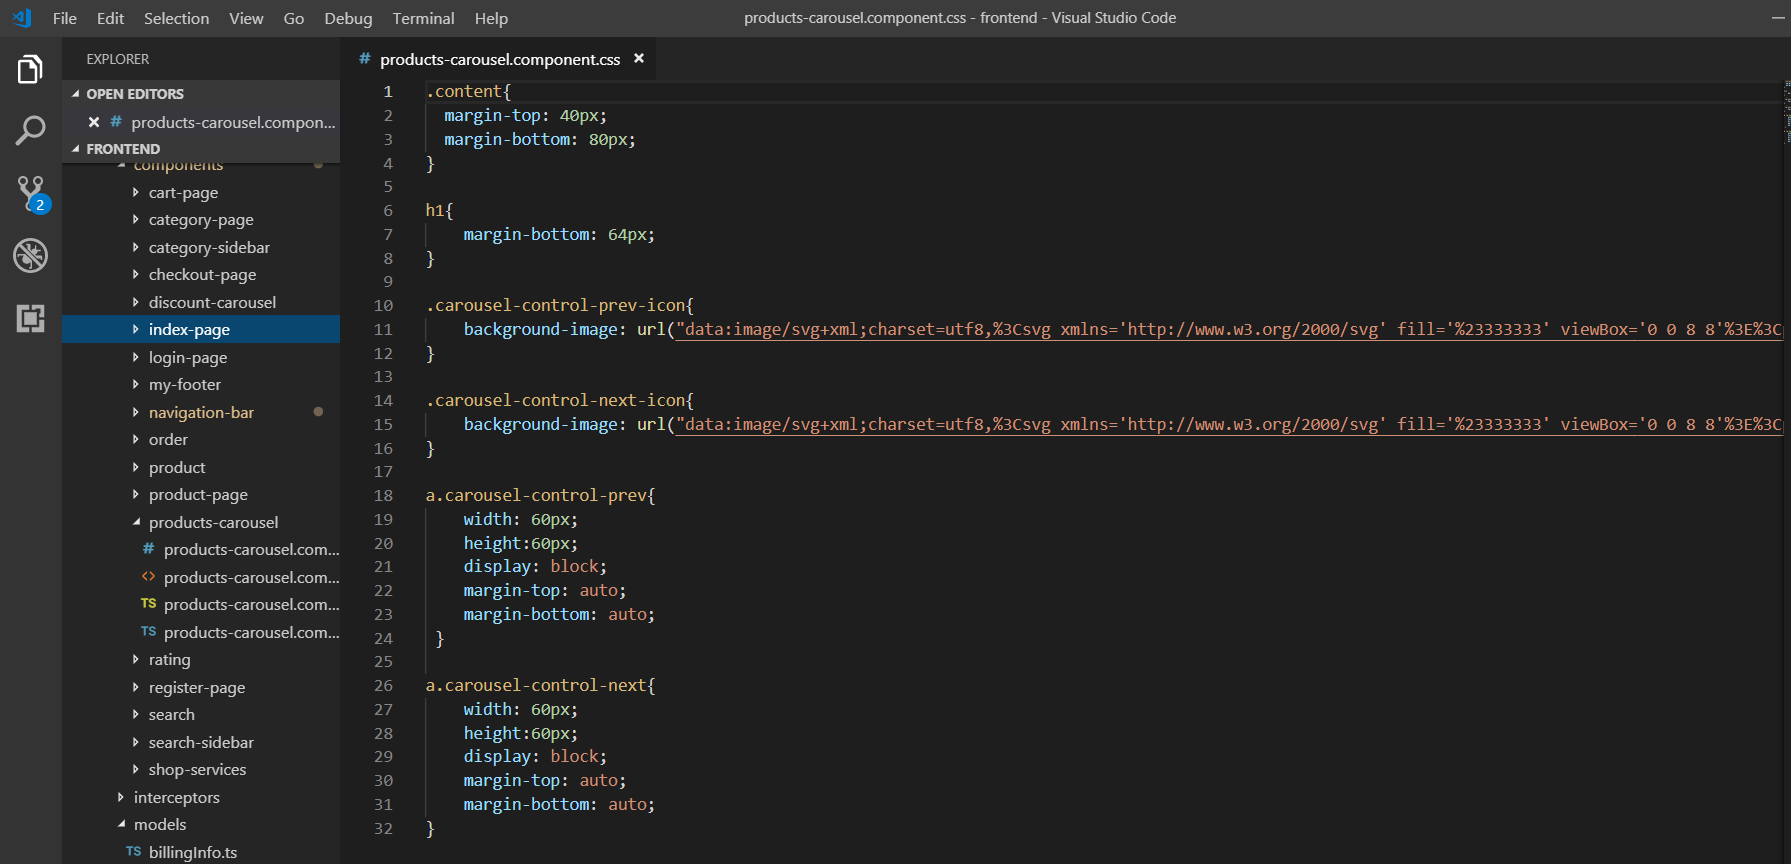 File Edit Selection View Go Debug Terminal Help
products-carousel.component.css - frontend - Visual Studio Code
EXPLORER
OPEN EDITORS
products-carousel.compon...
FRONTEND
components
cart-page
category-page
category-sidebar
checkout-page
discount-carousel
index-page
login-page
my-footer
navigation-bar
order
product
product-page
products-carousel
# products-carousel.com...
<> products-carousel.com...
TS products-carousel.com...
TS products-carousel.com...
rating
register-page
search
search-sidebar
shop-services
interceptors
models
TS billingInfo.ts
2
# products-carousel.component.css
1 .content{
2 margin-top: 40px;
3 margin-bottom: 80px;
4 }
5
6 h1{
7 margin-bottom: 64px;
8 }
9
10 .carousel-control-prev-icon{
11 background-image: url("data:image/svg+xml;charset=utf8,%3Csvg xmlns='http://www.w3.org/2000/svg' fill='%23333333' viewBox='0 0 8 8'%3E%3C
12 }
13
14 .carousel-control-next-icon{
15 background-image: url("data:image/svg+xml;charset=utf8,%3Csvg xmlns='http://www.w3.org/2000/svg' fill='%23333333' viewBox='0 0 8 8'%3E%3C
16 }
17
18 a.carousel-control-prev{
19 width: 60px;
20 height:60px;
21 display: block;
22 margin-top: auto;
23 margin-bottom: auto;
24 }
25
26 a.carousel-control-next{
27 width: 60px;
28 height:60px;
29 display: block;
30 margin-top: auto;
31 margin-bottom: auto;
32 }